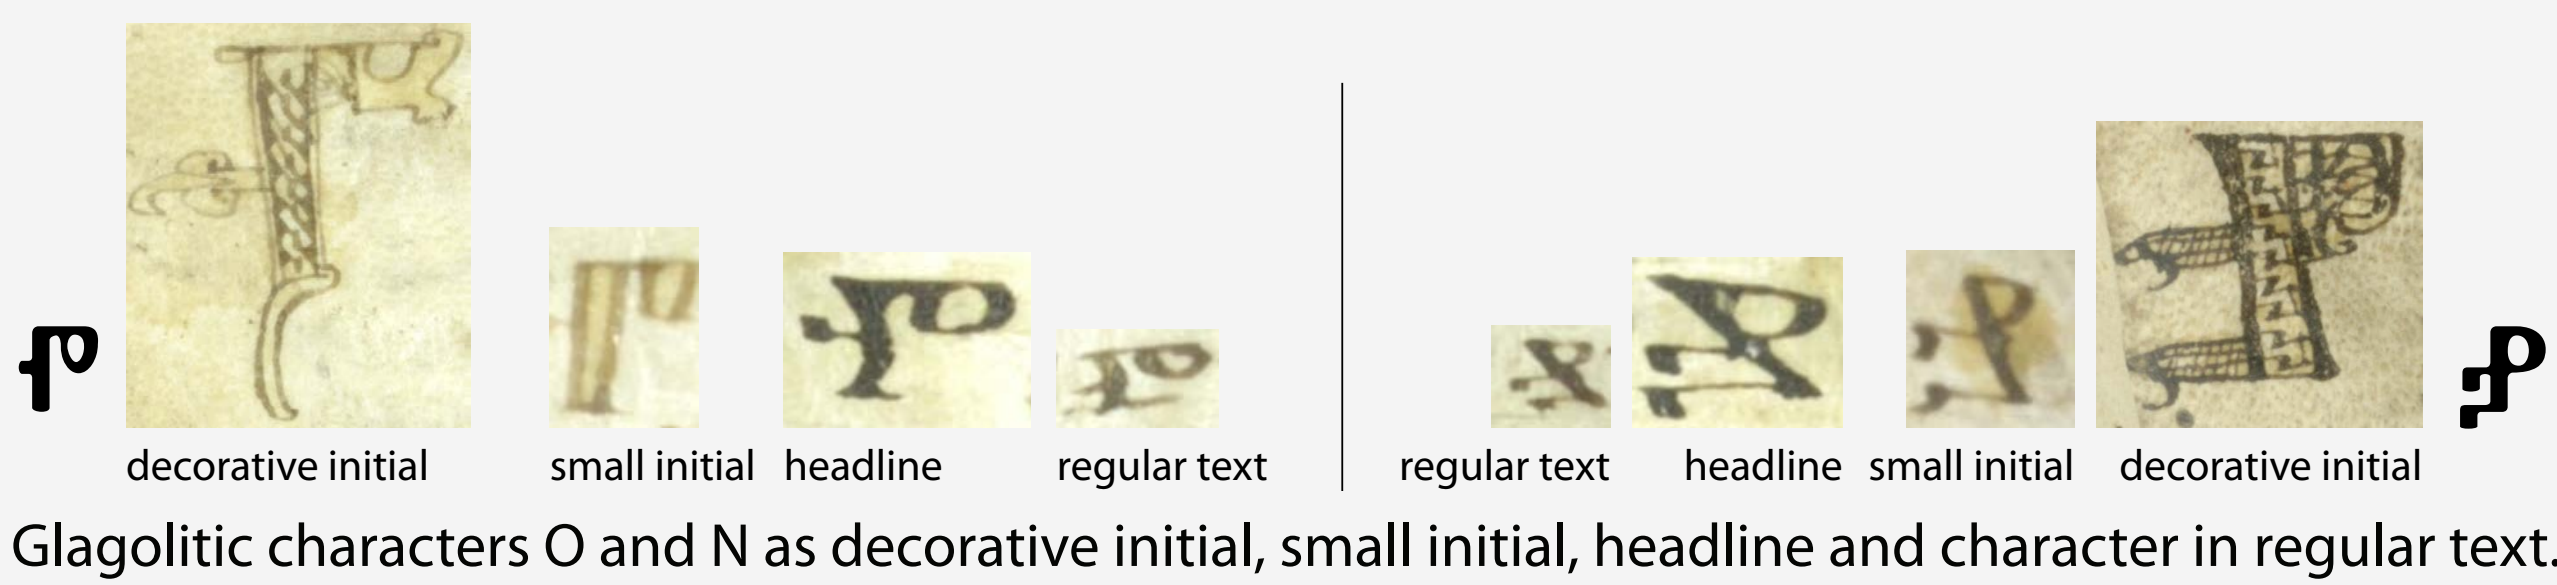 Ⱀ Ⱁ
decorative initial small initial headline regular text regular text headline small initial decorative initial
Glagolitic characters O and N as decorative initial, small initial, headline and character in regular text.